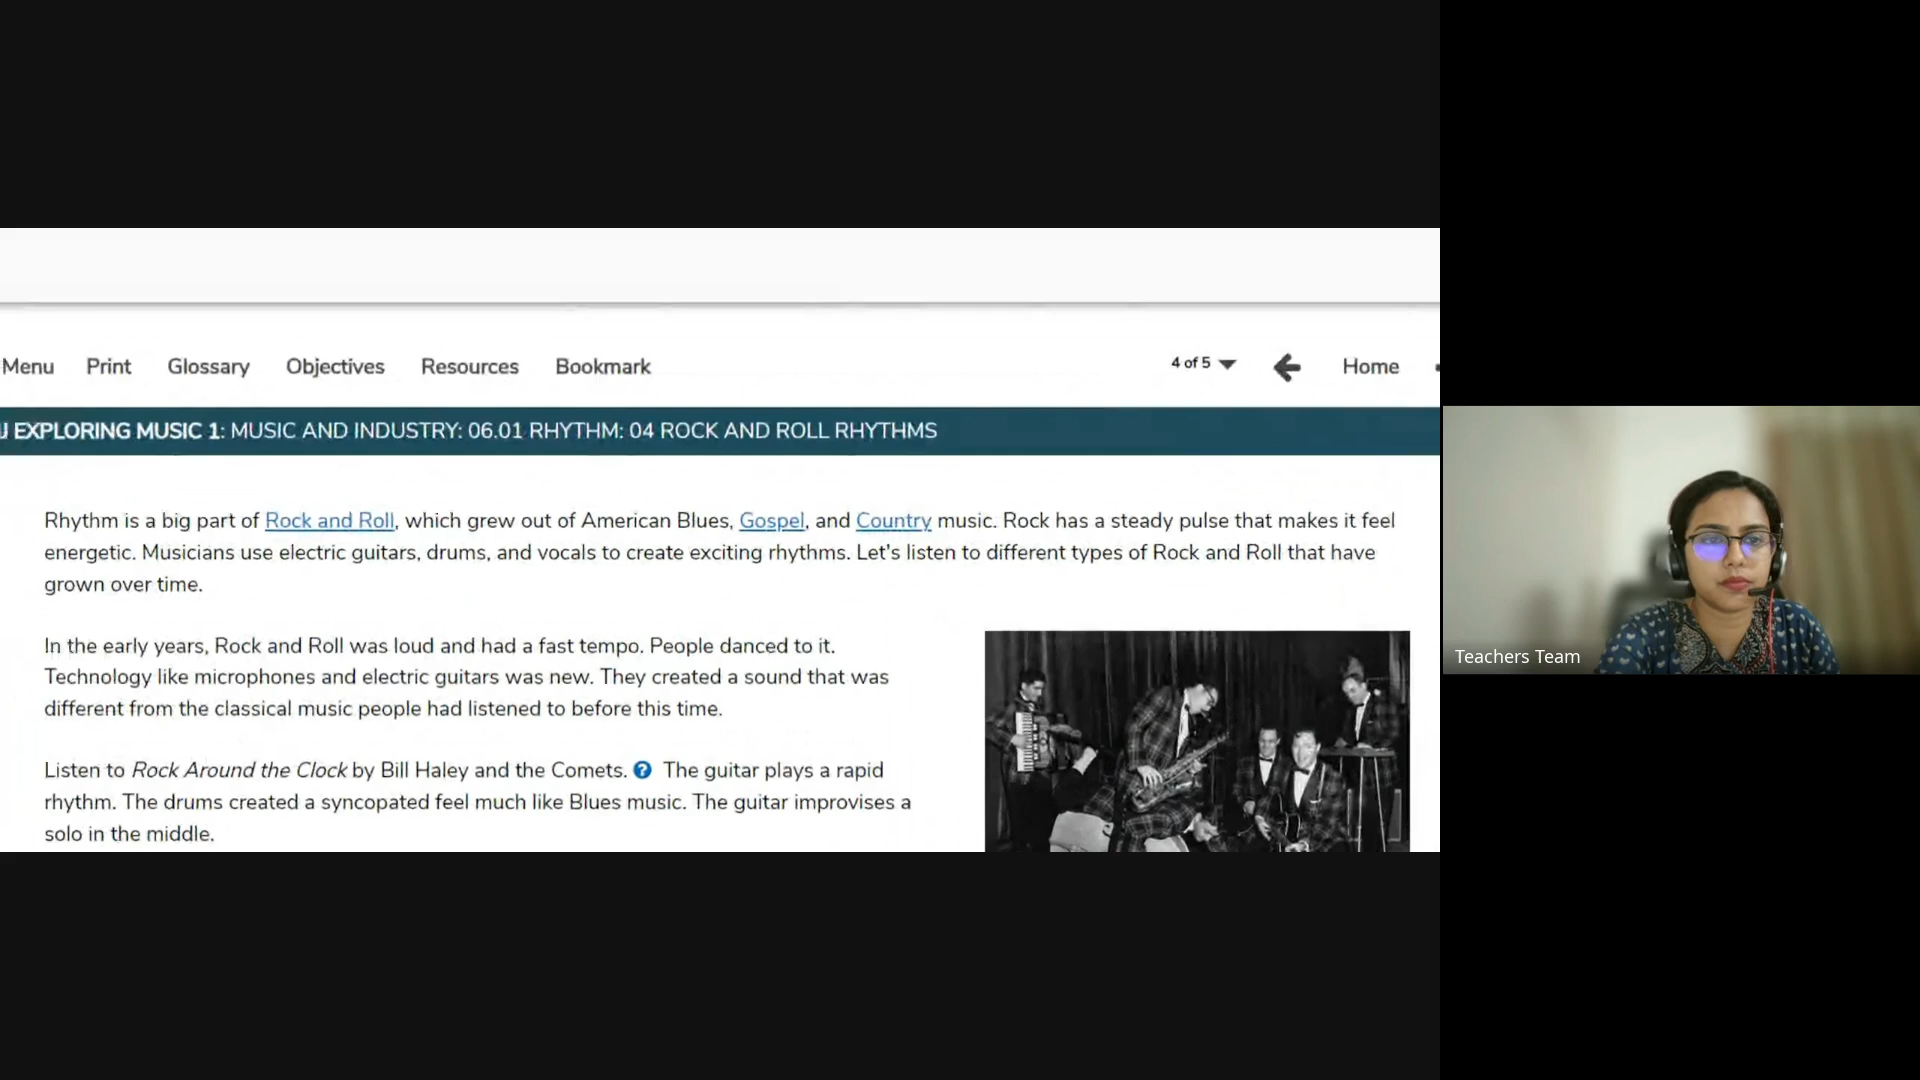 Menu Print Glossary Objectives Resources Bookmark 4 of 5 Home
EXPLORING MUSIC 1: MUSIC AND INDUSTRY: 06.01 RHYTHM: 04 ROCK AND ROLL RHYTHMS
Rhythm is a big part of Rock and Roll, which grew out of American Blues, Gospel, and Country music. Rock has a steady pulse that makes it feel
energetic. Musicians use electric guitars, drums, and vocals to create exciting rhythms. Let's listen to different types of Rock and Roll that have
grown over time.
In the early years, Rock and Roll was loud and had a fast tempo. People danced to it.
Technology like microphones and electric guitars was new. They created a sound that was
different from the classical music people had listened to before this time.
Listen to Rock Around the Clock by Bill Haley and the Comets. ? The guitar plays a rapid
rhythm. The drums created a syncopated feel much like Blues music. The guitar improvises a
solo in the middle.
Teachers Team